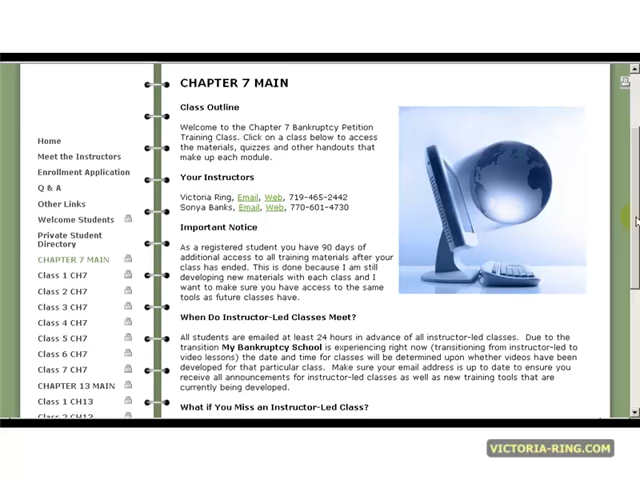 CHAPTER 7 MAIN
Class Outline
Welcome to the Chapter 7 Bankruptcy Petition
Training Class. Click on a class below to access
the materials, quizzes and other handouts that
make up each module.
Your Instructors
Victoria Ring, Email, Web, 719-465-2442
Sonya Banks, Email, Web, 770-601-4730
Important Notice
As a registered student you have 90 days of
additional access to all training materials after your
class has ended. This is done because I am still
developing new materials with each class and I
want to make sure you have access to the same
tools as future classes have.
When Do Instructor-Led Classes Meet?
All students are emailed at least 24 hours in advance of all instructor-led classes. Due to the
transition My Bankruptcy School is experiencing right now (transitioning from instructor-led to
video lessons) the date and time for classes will be determined upon whether videos have been
developed for that particular class. Make sure your email address is up to date to ensure you
receive all announcements for instructor-led classes as well as new training tools that are
currently being developed.
What if You Miss an Instructor-Led Class?
Home
Meet the Instructors
Enrollment Application
Q & A
Other Links
Welcome Students
Private Student
Directory
CHAPTER 7 MAIN
Class 1 CH7
Class 2 CH7
Class 3 CH7
Class 4 CH7
Class 5 CH7
Class 6 CH7
Class 7 CH7
CHAPTER 13 MAIN
Class 1 CH13
Class 2 CH13
VICTORIA-RING.COM